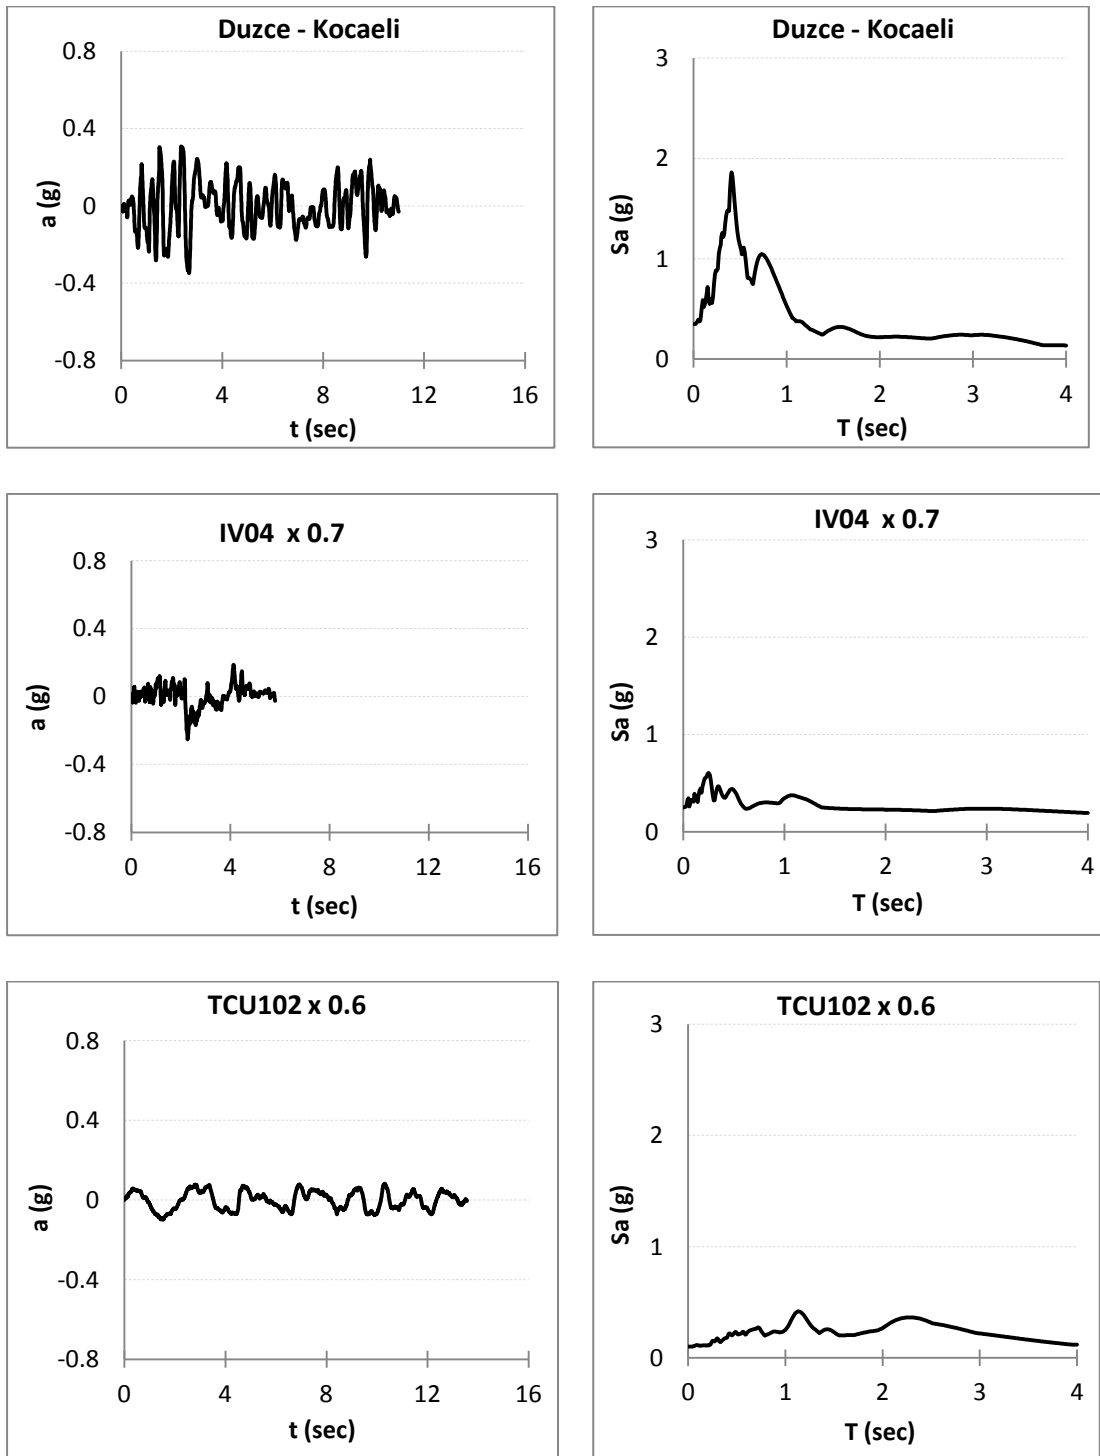 Duzce - Kocaeli
0.8
0.4
0
-0.4
-0.8
a (g)
0 4 8 12 16
t (sec)
Duzce - Kocaeli
3
2
1
0
Sa (g)
0 1 2 3 4
T (sec)
IV04 x 0.7
0.8
0.4
0
-0.4
-0.8
a (g)
0 4 8 12 16
t (sec)
IV04 x 0.7
3
2
1
0
Sa (g)
0 1 2 3 4
T (sec)
TCU102 x 0.6
0.8
0.4
0
-0.4
-0.8
a (g)
0 4 8 12 16
t (sec)
TCU102 x 0.6
3
2
1
0
Sa (g)
0 1 2 3 4
T (sec)